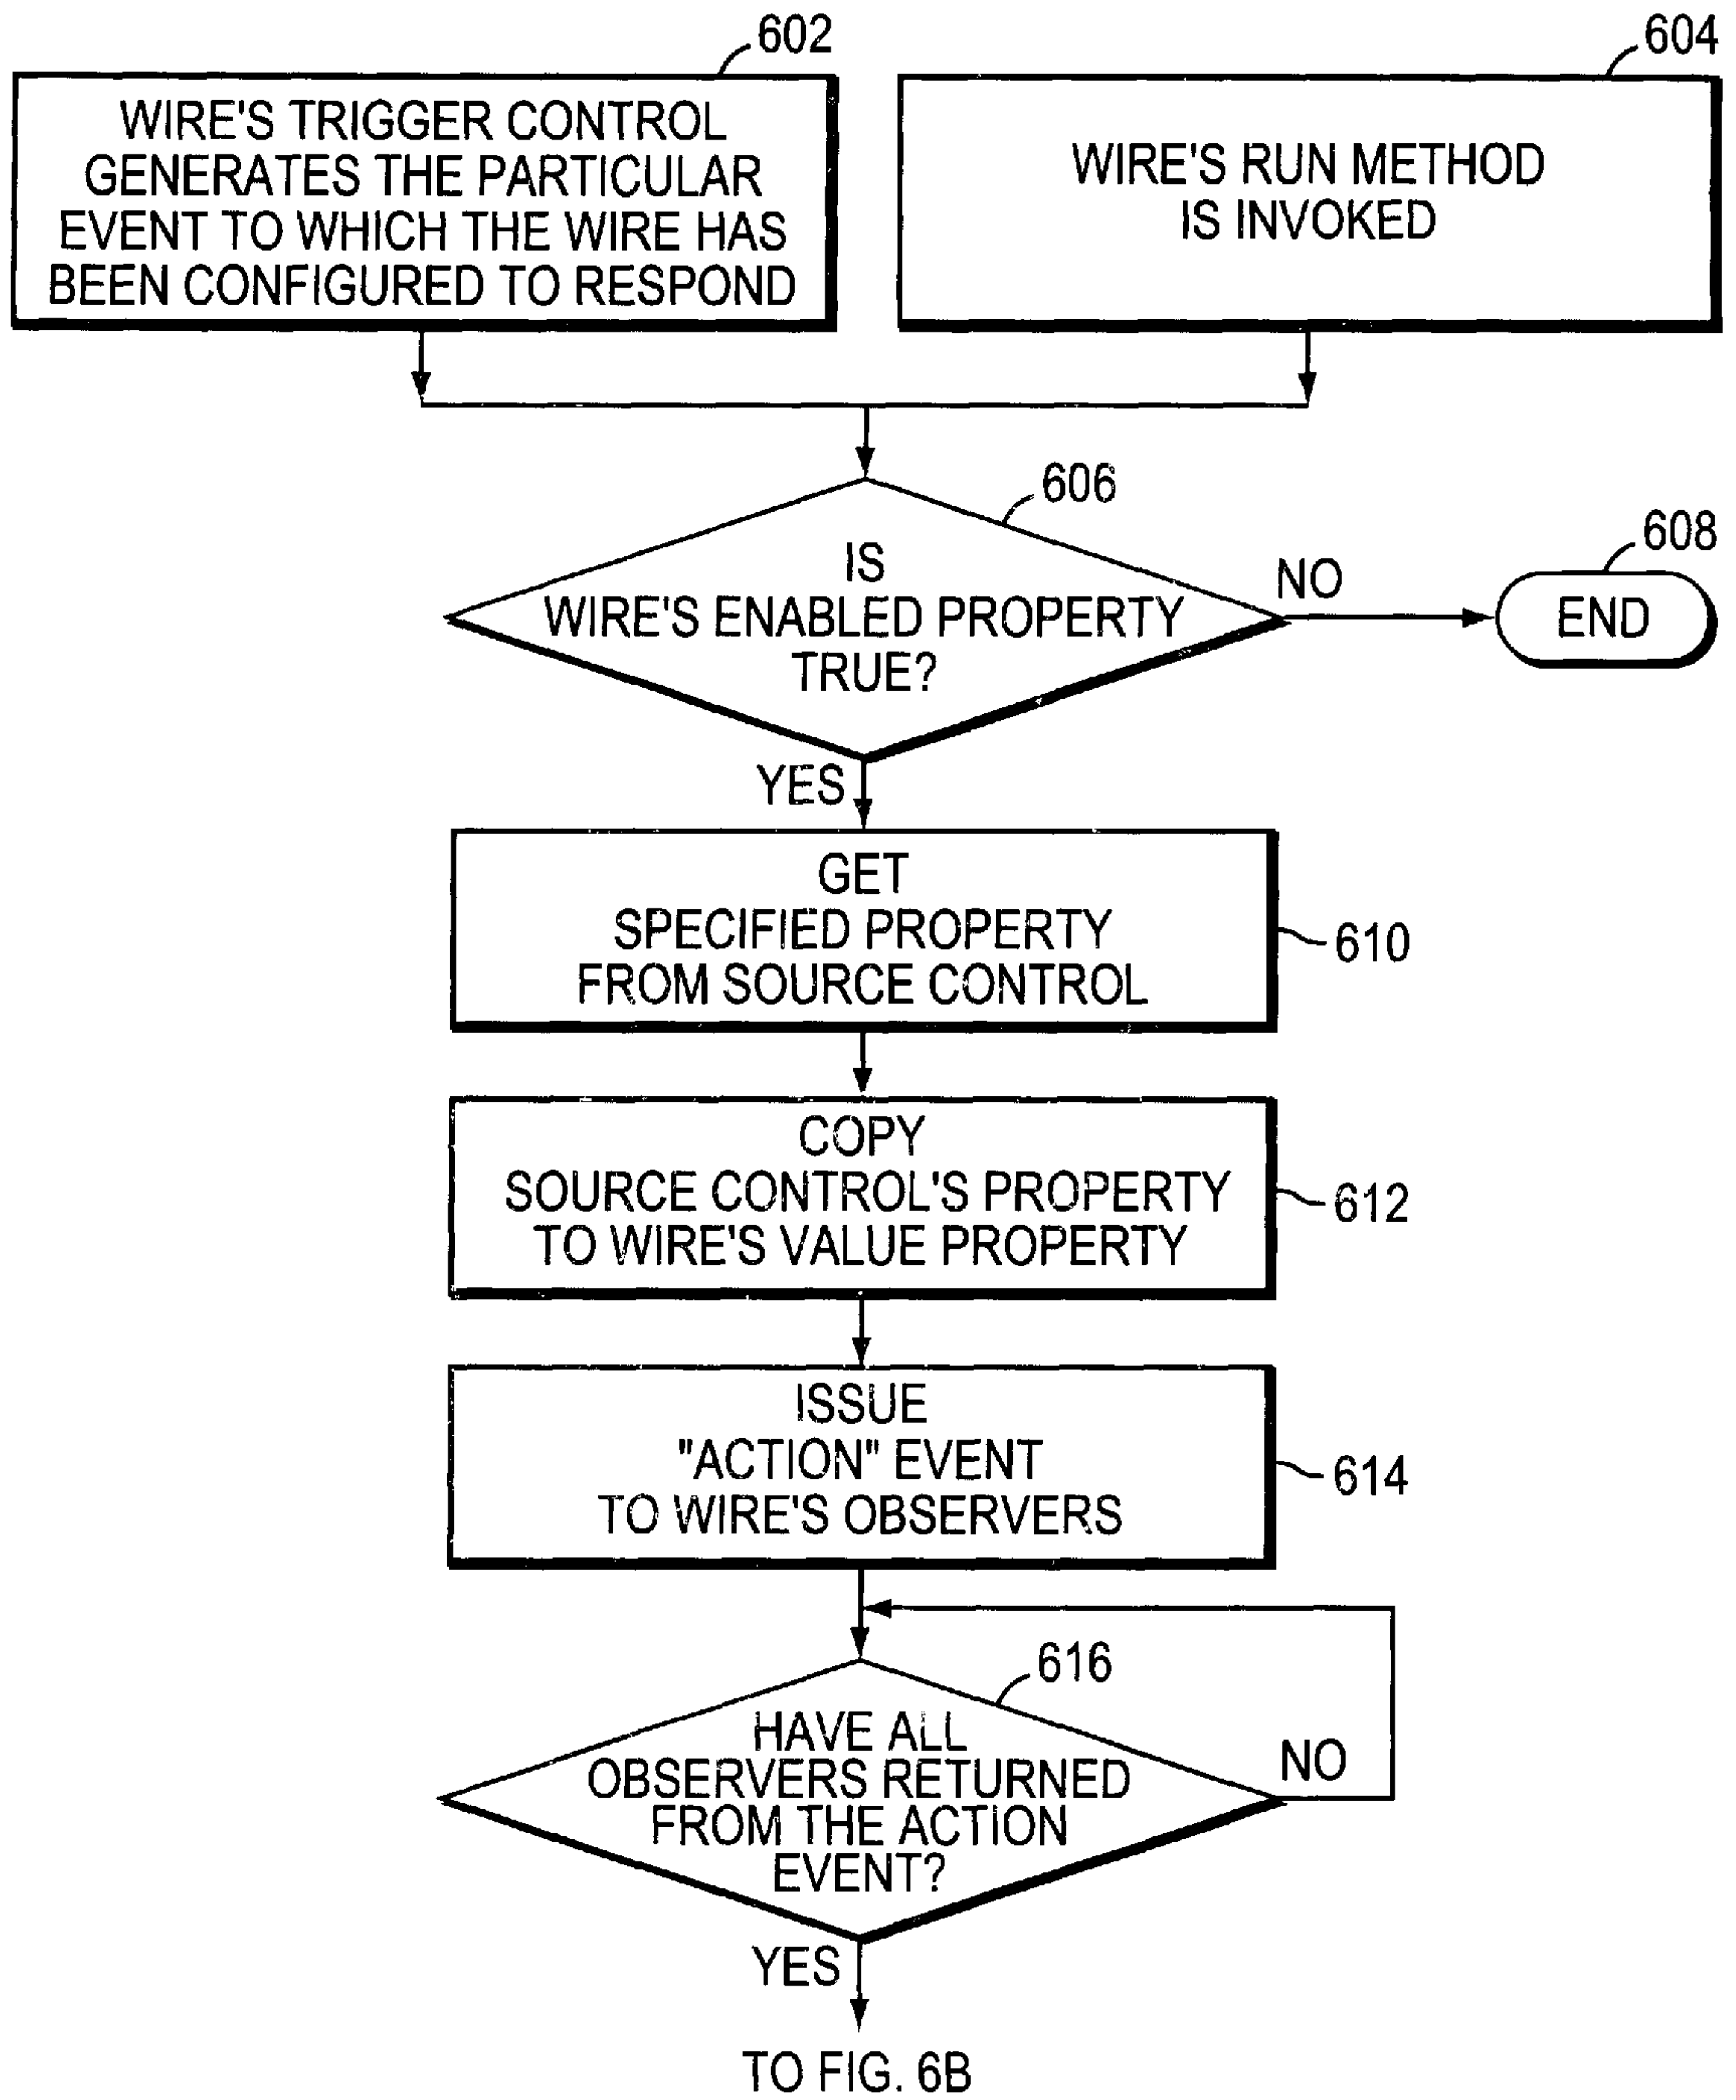 602
WIRE'S TRIGGER CONTROL
GENERATES THE PARTICULAR
EVENT TO WHICH THE WIRE HAS
BEEN CONFIGURED TO RESPOND
604
WIRE'S RUN METHOD
IS INVOKED
606
IS
WIRE'S ENABLED PROPERTY
TRUE?
NO
608
END
YES
GET
SPECIFIED PROPERTY
FROM SOURCE CONTROL
610
COPY
SOURCE CONTROL'S PROPERTY
TO WIRE'S VALUE PROPERTY
612
ISSUE
"ACTION" EVENT
TO WIRE'S OBSERVERS
614
616
HAVE ALL
OBSERVERS RETURNED
FROM THE ACTION
EVENT?
NO
YES
TO FIG. 6B